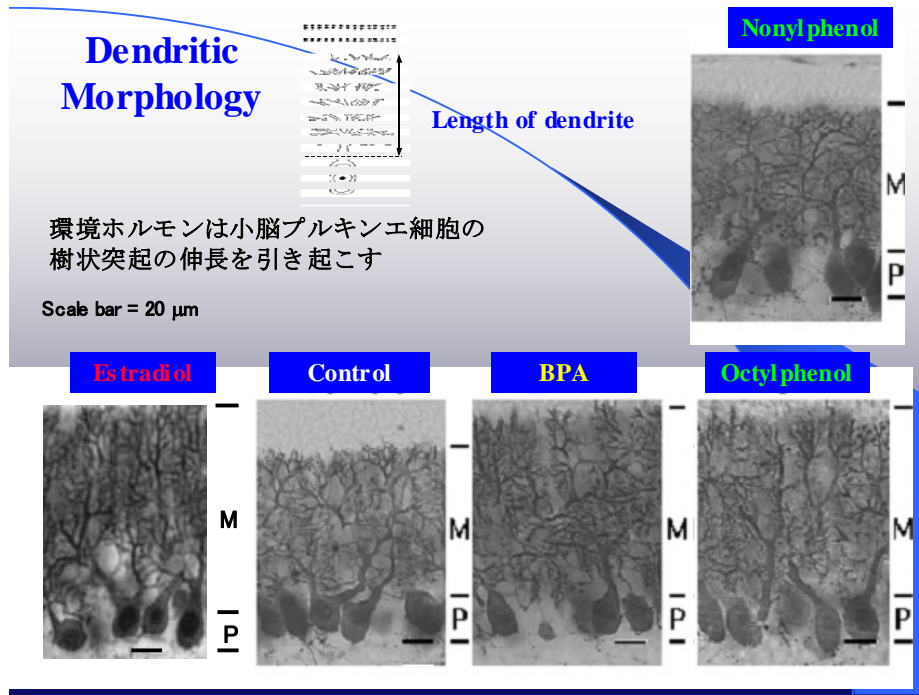 Dendritic
Morphology
Length of dendrite
Nonylphenol
M
P
環境ホルモンは小脳プルキンエ細胞の
樹状突起の伸長を引き起こす
Scale bar = 20 μm
Estradiol
Control
BPA
Octylphenol
M
P
M
P
M
P
M
P